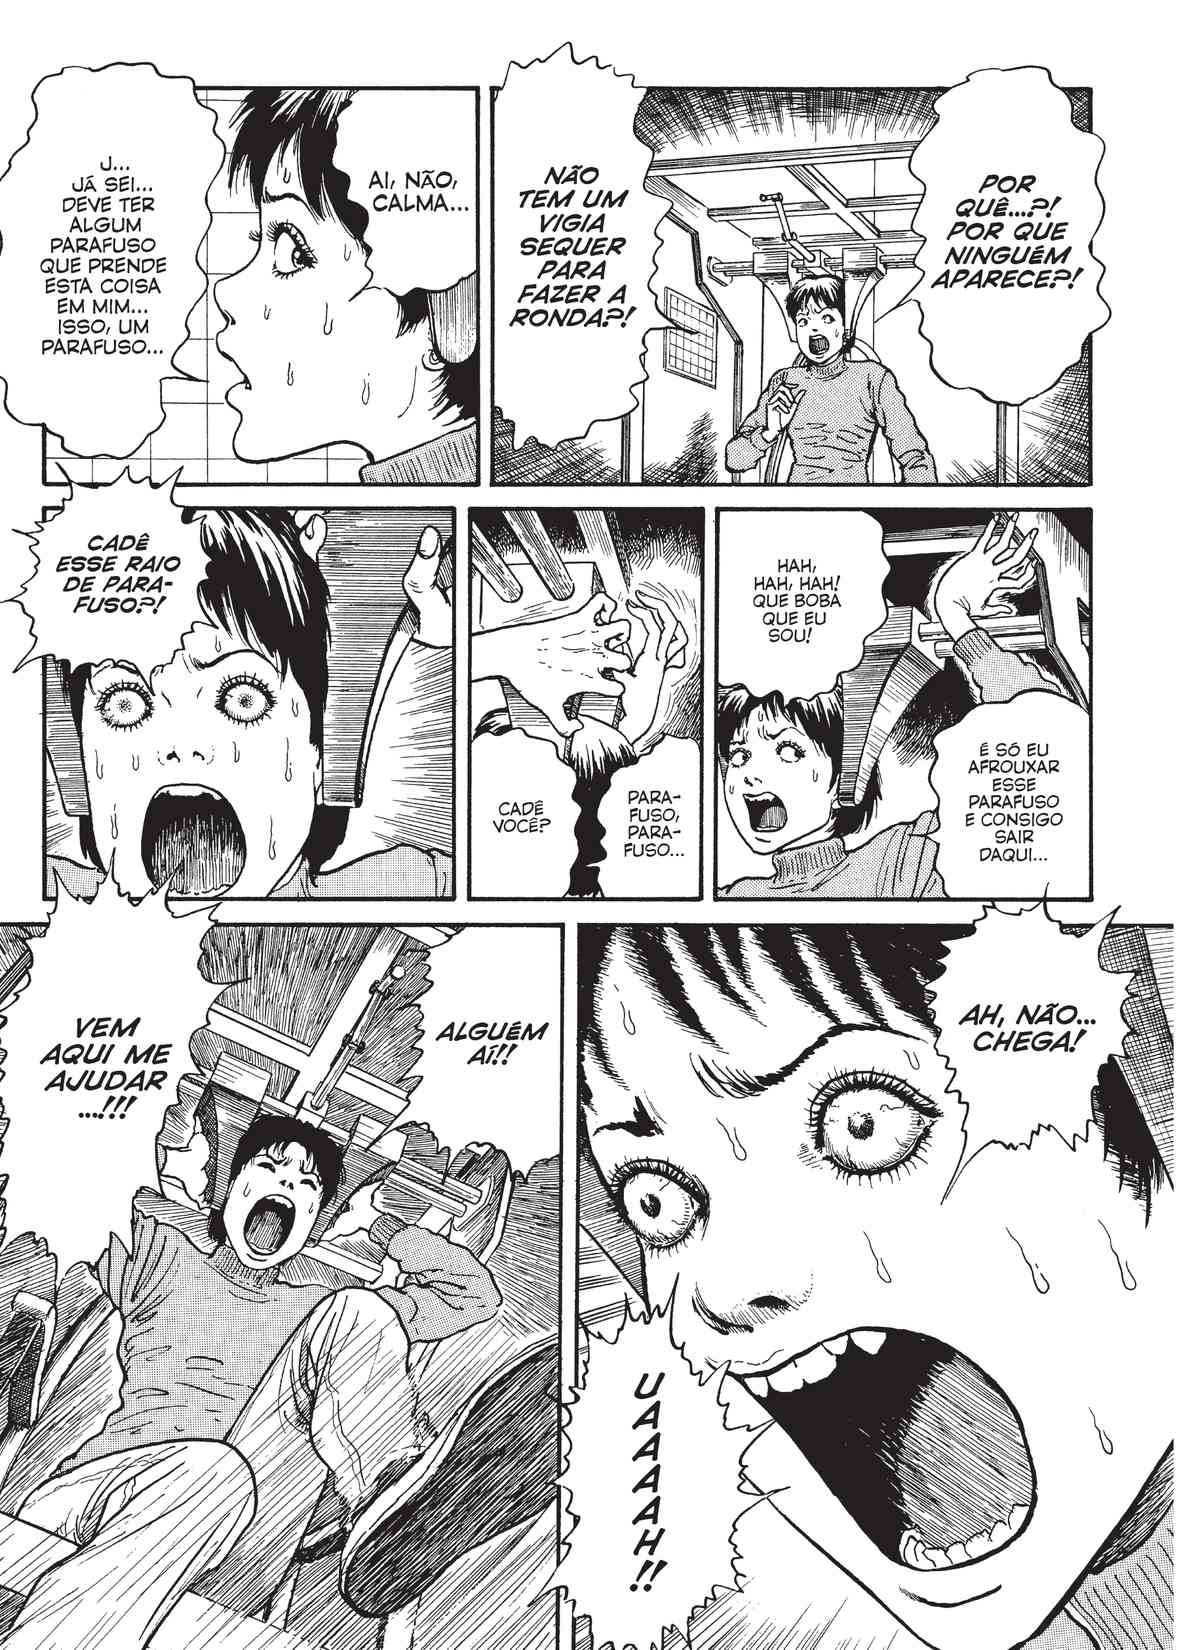 POR
QUÊ...?!
POR QUE
NINGUÉM
APARECE?!
NÃO
TEM UM
VIGIA
SEQUER
PARA
FAZER A
RONDA?!
AI, NÃO,
CALMA...
J...
JÁ SEI...
DEVE TER
ALGUM
PARAFUSO
QUE PRENDE
ESTA COISA
EM MIM...
ISSO, UM
PARAFUSO...
HAH,
HAH, HAH!
QUE BOBA
QUE EU
SOU!
É SÓ EU
AFROUXAR
ESSE
PARAFUSO
E CONSIGO
SAIR
DAQUI...
PARA-
FUSO,
PARA-
FUSO...
CADÊ
VOCÊ?
CADÊ
ESSE RAIO
DE PARA-
FUSO?!
AH, NÃO...
CHEGA!
UAAAAH!!
ALGUÉM
AÍ!!
VEM
AQUI ME
AJUDAR
...!!!